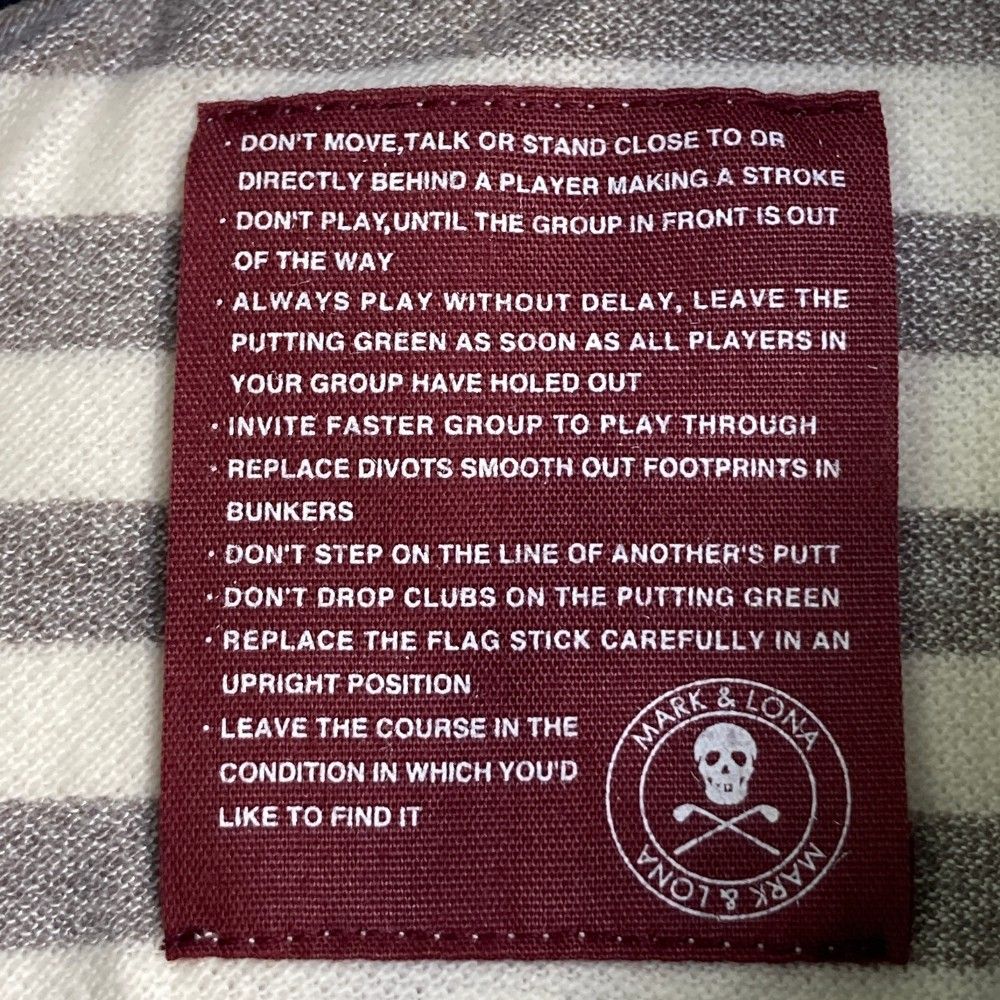 · DON'T MOVE,TALK OR STAND CLOSE TO OR
DIRECTLY BEHIND A PLAYER MAKING A STROKE
· DON'T PLAY,UNTIL THE GROUP IN FRONT IS OUT
OF THE WAY
· ALWAYS PLAY WITHOUT DELAY, LEAVE THE
PUTTING GREEN AS SOON AS ALL PLAYERS IN
YOUR GROUP HAVE HOLED OUT
· INVITE FASTER GROUP TO PLAY THROUGH
· REPLACE DIVOTS SMOOTH OUT FOOTPRINTS IN
BUNKERS
· DON'T STEP ON THE LINE OF ANOTHER'S PUTT
· DON'T DROP CLUBS ON THE PUTTING GREEN
· REPLACE THE FLAG STICK CAREFULLY IN AN
UPRIGHT POSITION
· LEAVE THE COURSE IN THE
CONDITION IN WHICH YOU'D
LIKE TO FIND IT
MARK & LONA
MARK & LONA